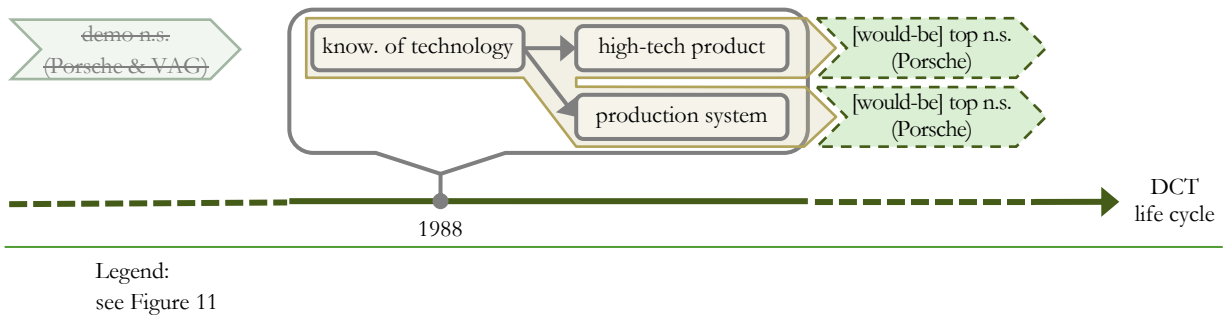 demo n.s.
(Porsche & VAG)
know. of technology
high-tech product
production system
[would-be] top n.s.
(Porsche)
[would-be] top n.s.
(Porsche)
1988
DCT
life cycle
Legend:
see Figure 11